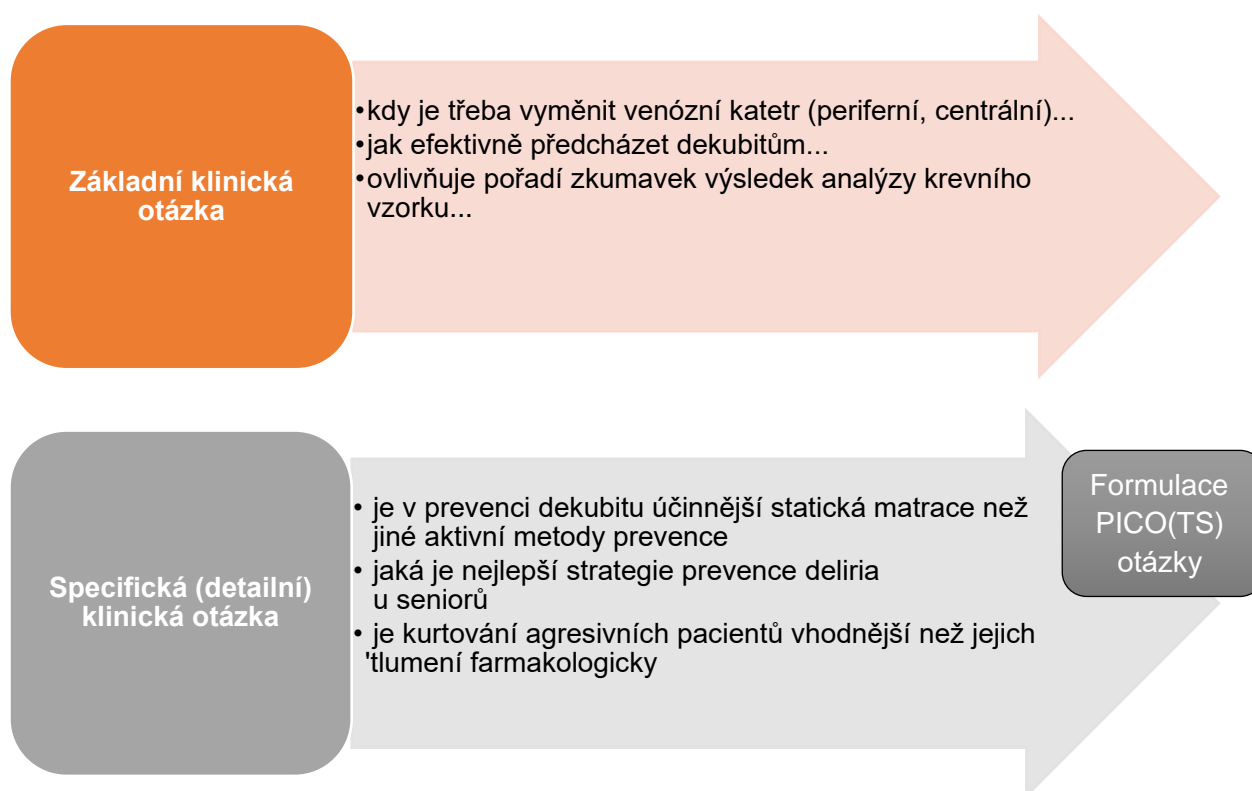 Základní klinická
otázka
•kdy je třeba vyměnit venózní katetr (periferní, centrální)...
•jak efektivně předcházet dekubitům...
•ovlivňuje pořadí zkumavek výsledek analýzy krevního
vzorku...
Specifická (detailní)
klinická otázka
• je v prevenci dekubitu účinnější statická matrace než
jiné aktivní metody prevence
• jaká je nejlepší strategie prevence deliria
u seniorů
• je kurtování agresivních pacientů vhodnější než jejich
'tlumení farmakologicky
Formulace
PICO(TS)
otázky